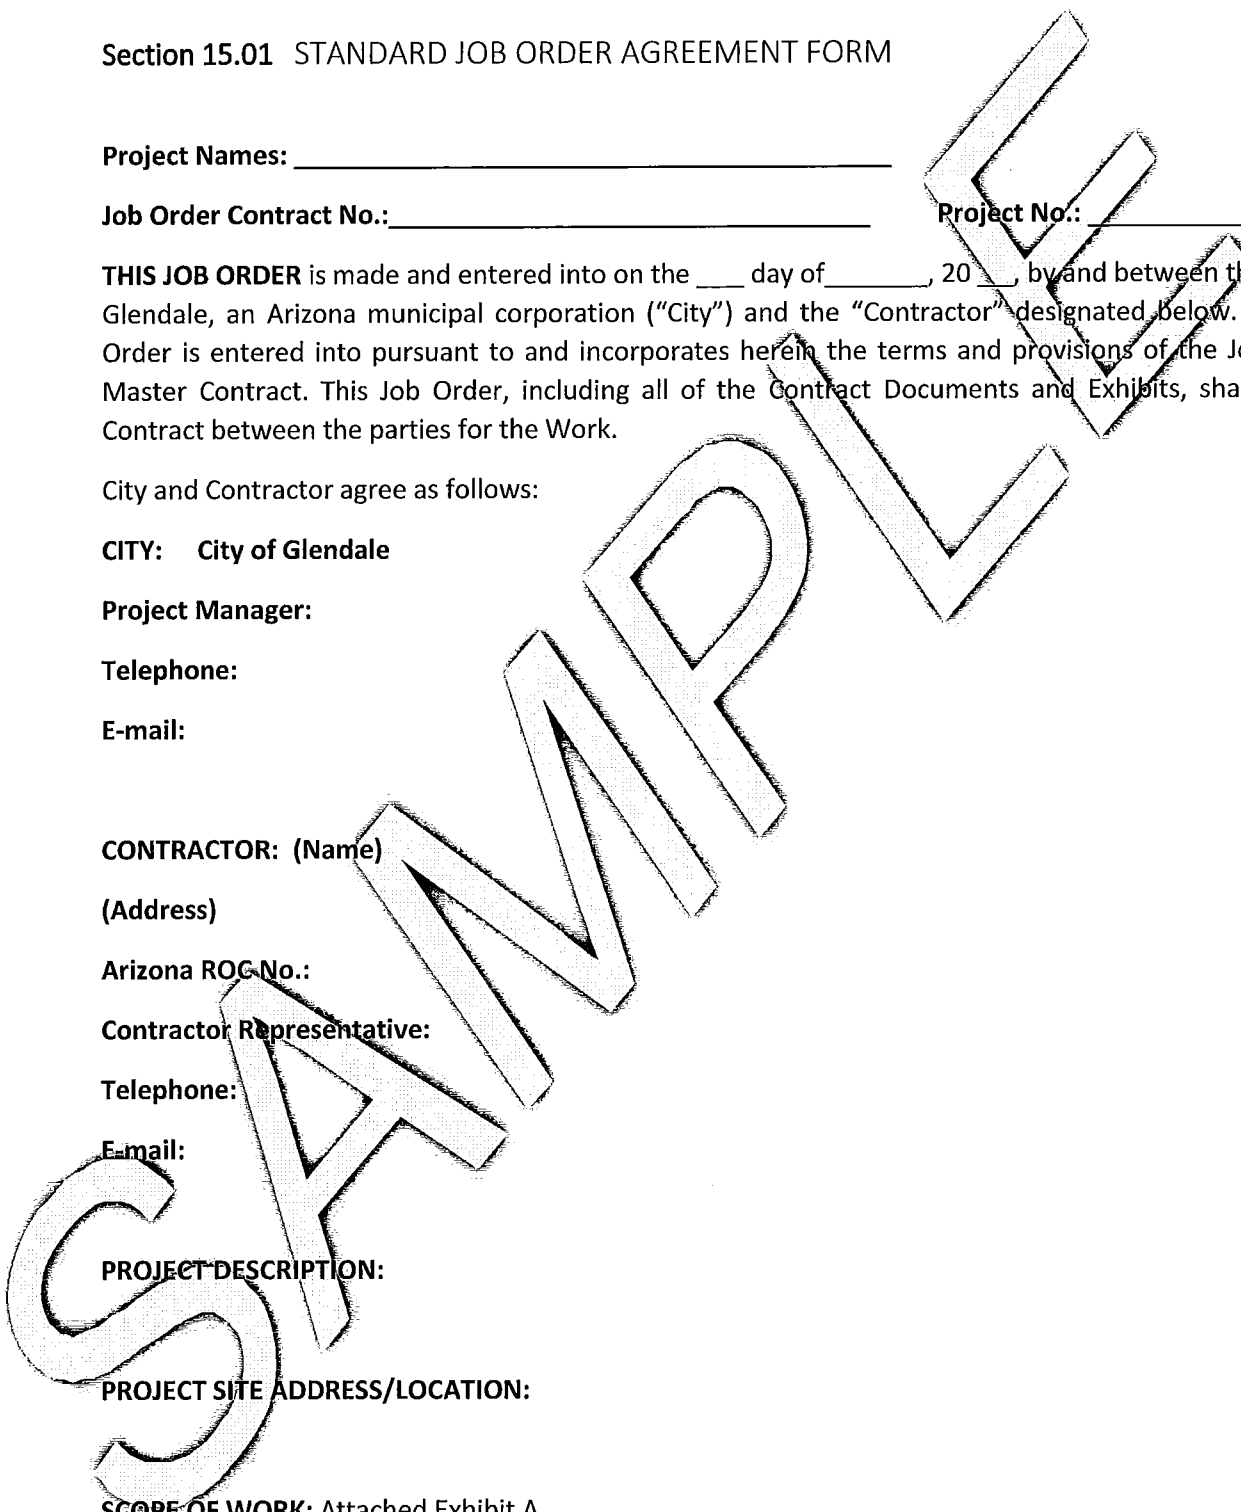 Section 15.01 STANDARD JOB ORDER AGREEMENT FORM
Project Names: ____________________
Job Order Contract No.:____________________ Project No.: ______
THIS JOB ORDER is made and entered into on the ___ day of_______, 20 __, by and between
Glendale, an Arizona municipal corporation (“City”) and the “Contractor” designated below.
Order is entered into pursuant to and incorporates herein the terms and provisions of the
Master Contract. This Job Order, including all of the Contract Documents and Exhibits,
Contract between the parties for the Work.
City and Contractor agree as follows:
CITY: City of Glendale
Project Manager:
Telephone:
E-mail:
CONTRACTOR: (Name)
(Address)
Arizona ROC No.:
Contractor Representative:
Telephone:
E-mail:
PROJECT DESCRIPTION:
PROJECT SITE ADDRESS/LOCATION:
SCOPE OF WORK: Attached Exhibit A
SAMPLE